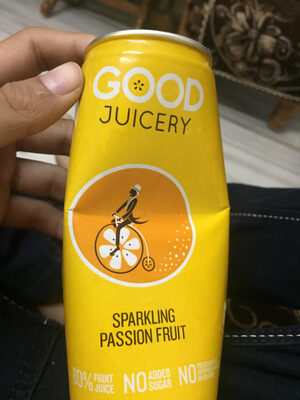 GOOD
JUICERY
SPARKLING
PASSION FRUIT
80% FRUIT JUICE
NO ADDED SUGAR
NO